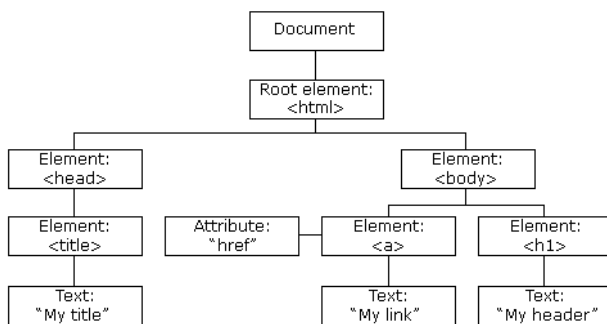 Document
Root element:
<html>
Element:
<head>
Element:
<body>
Element:
<title>
Attribute:
"href"
Element:
<a>
Element:
<h1>
Text:
"My title"
Text:
"My link"
Text:
"My header"